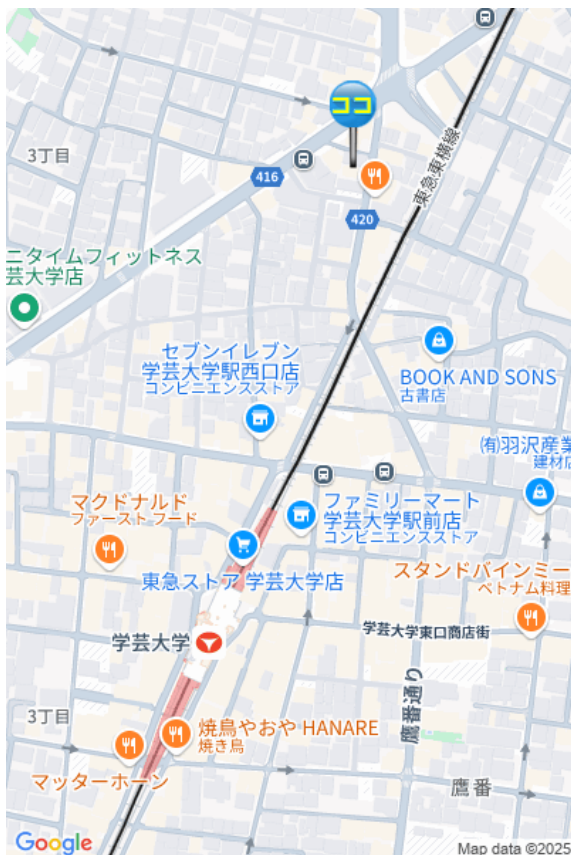 ココ
3丁目
416
420
東急東横線
ニタイムフィットネス
芸大学店
セブンイレブン
学芸大学駅西口店
コンビニエンスストア
BOOK AND SONS
古書店
㈲羽沢産業
建材店
マクドナルド
ファースト フード
ファミリーマート
学芸大学駅前店
コンビニエンスストア
東急ストア 学芸大学店
スタンドバインミー
ベトナム料理
学芸大学東口商店街
学芸大学
鷹番通り
3丁目
焼鳥やおや HANARE
焼き鳥
マッターホーン
鷹番
Google
Map data ©2025